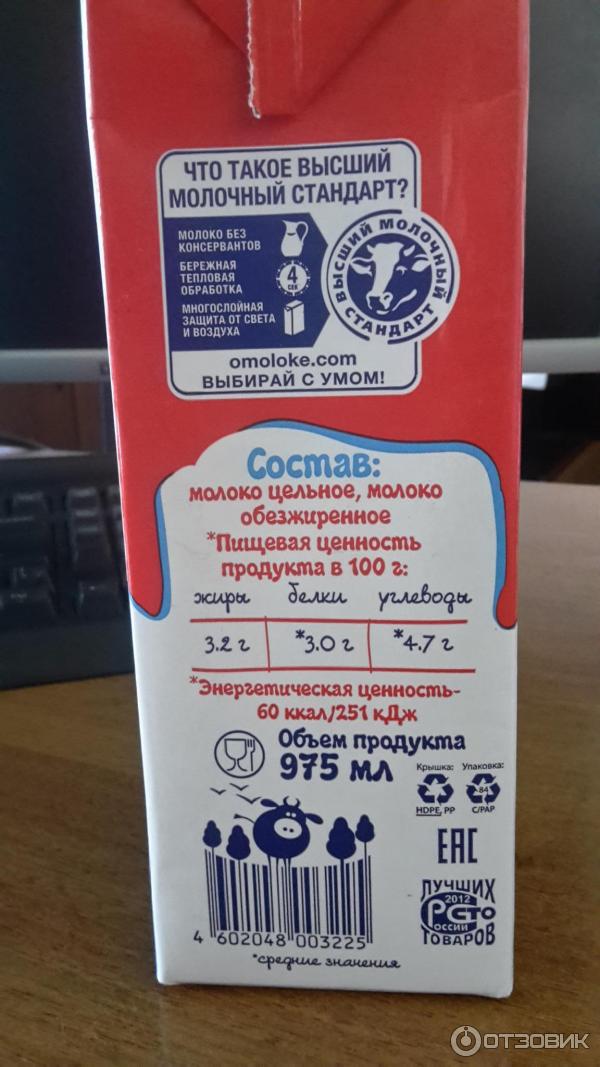 ЧТО ТАКОЕ ВЫСШИЙ
МОЛОЧНЫЙ СТАНДАРТ?
МОЛОКО БЕЗ
КОНСЕРВАНТОВ
БЕРЕЖНАЯ
ТЕПЛОВАЯ
ОБРАБОТКА
4
СЕК
МНОГОСЛОЙНАЯ
ЗАЩИТА ОТ СВЕТА
И ВОЗДУХА
ВЫСШИЙ МОЛОЧНЫЙ
СТАНДАРТ
omoloke.com
ВЫБИРАЙ С УМОМ!
Состав:
молоко цельное, молоко
обезжиренное
*Пищевая ценность
продукта в 100 г:
жиры белки углеводы
3.2 г *3.0 г *4.7 г
*Энергетическая ценность-
60 ккал/251 кДж
Объем продукта
975 мл
Крышка: Упаковка:
84
HDPE, PP C/PAP
ЕАС
ЛУЧШИХ
2012
СТО
РОССИИ
ТОВАРОВ
4 602048 003225
*средние значения
ОТЗОВИК